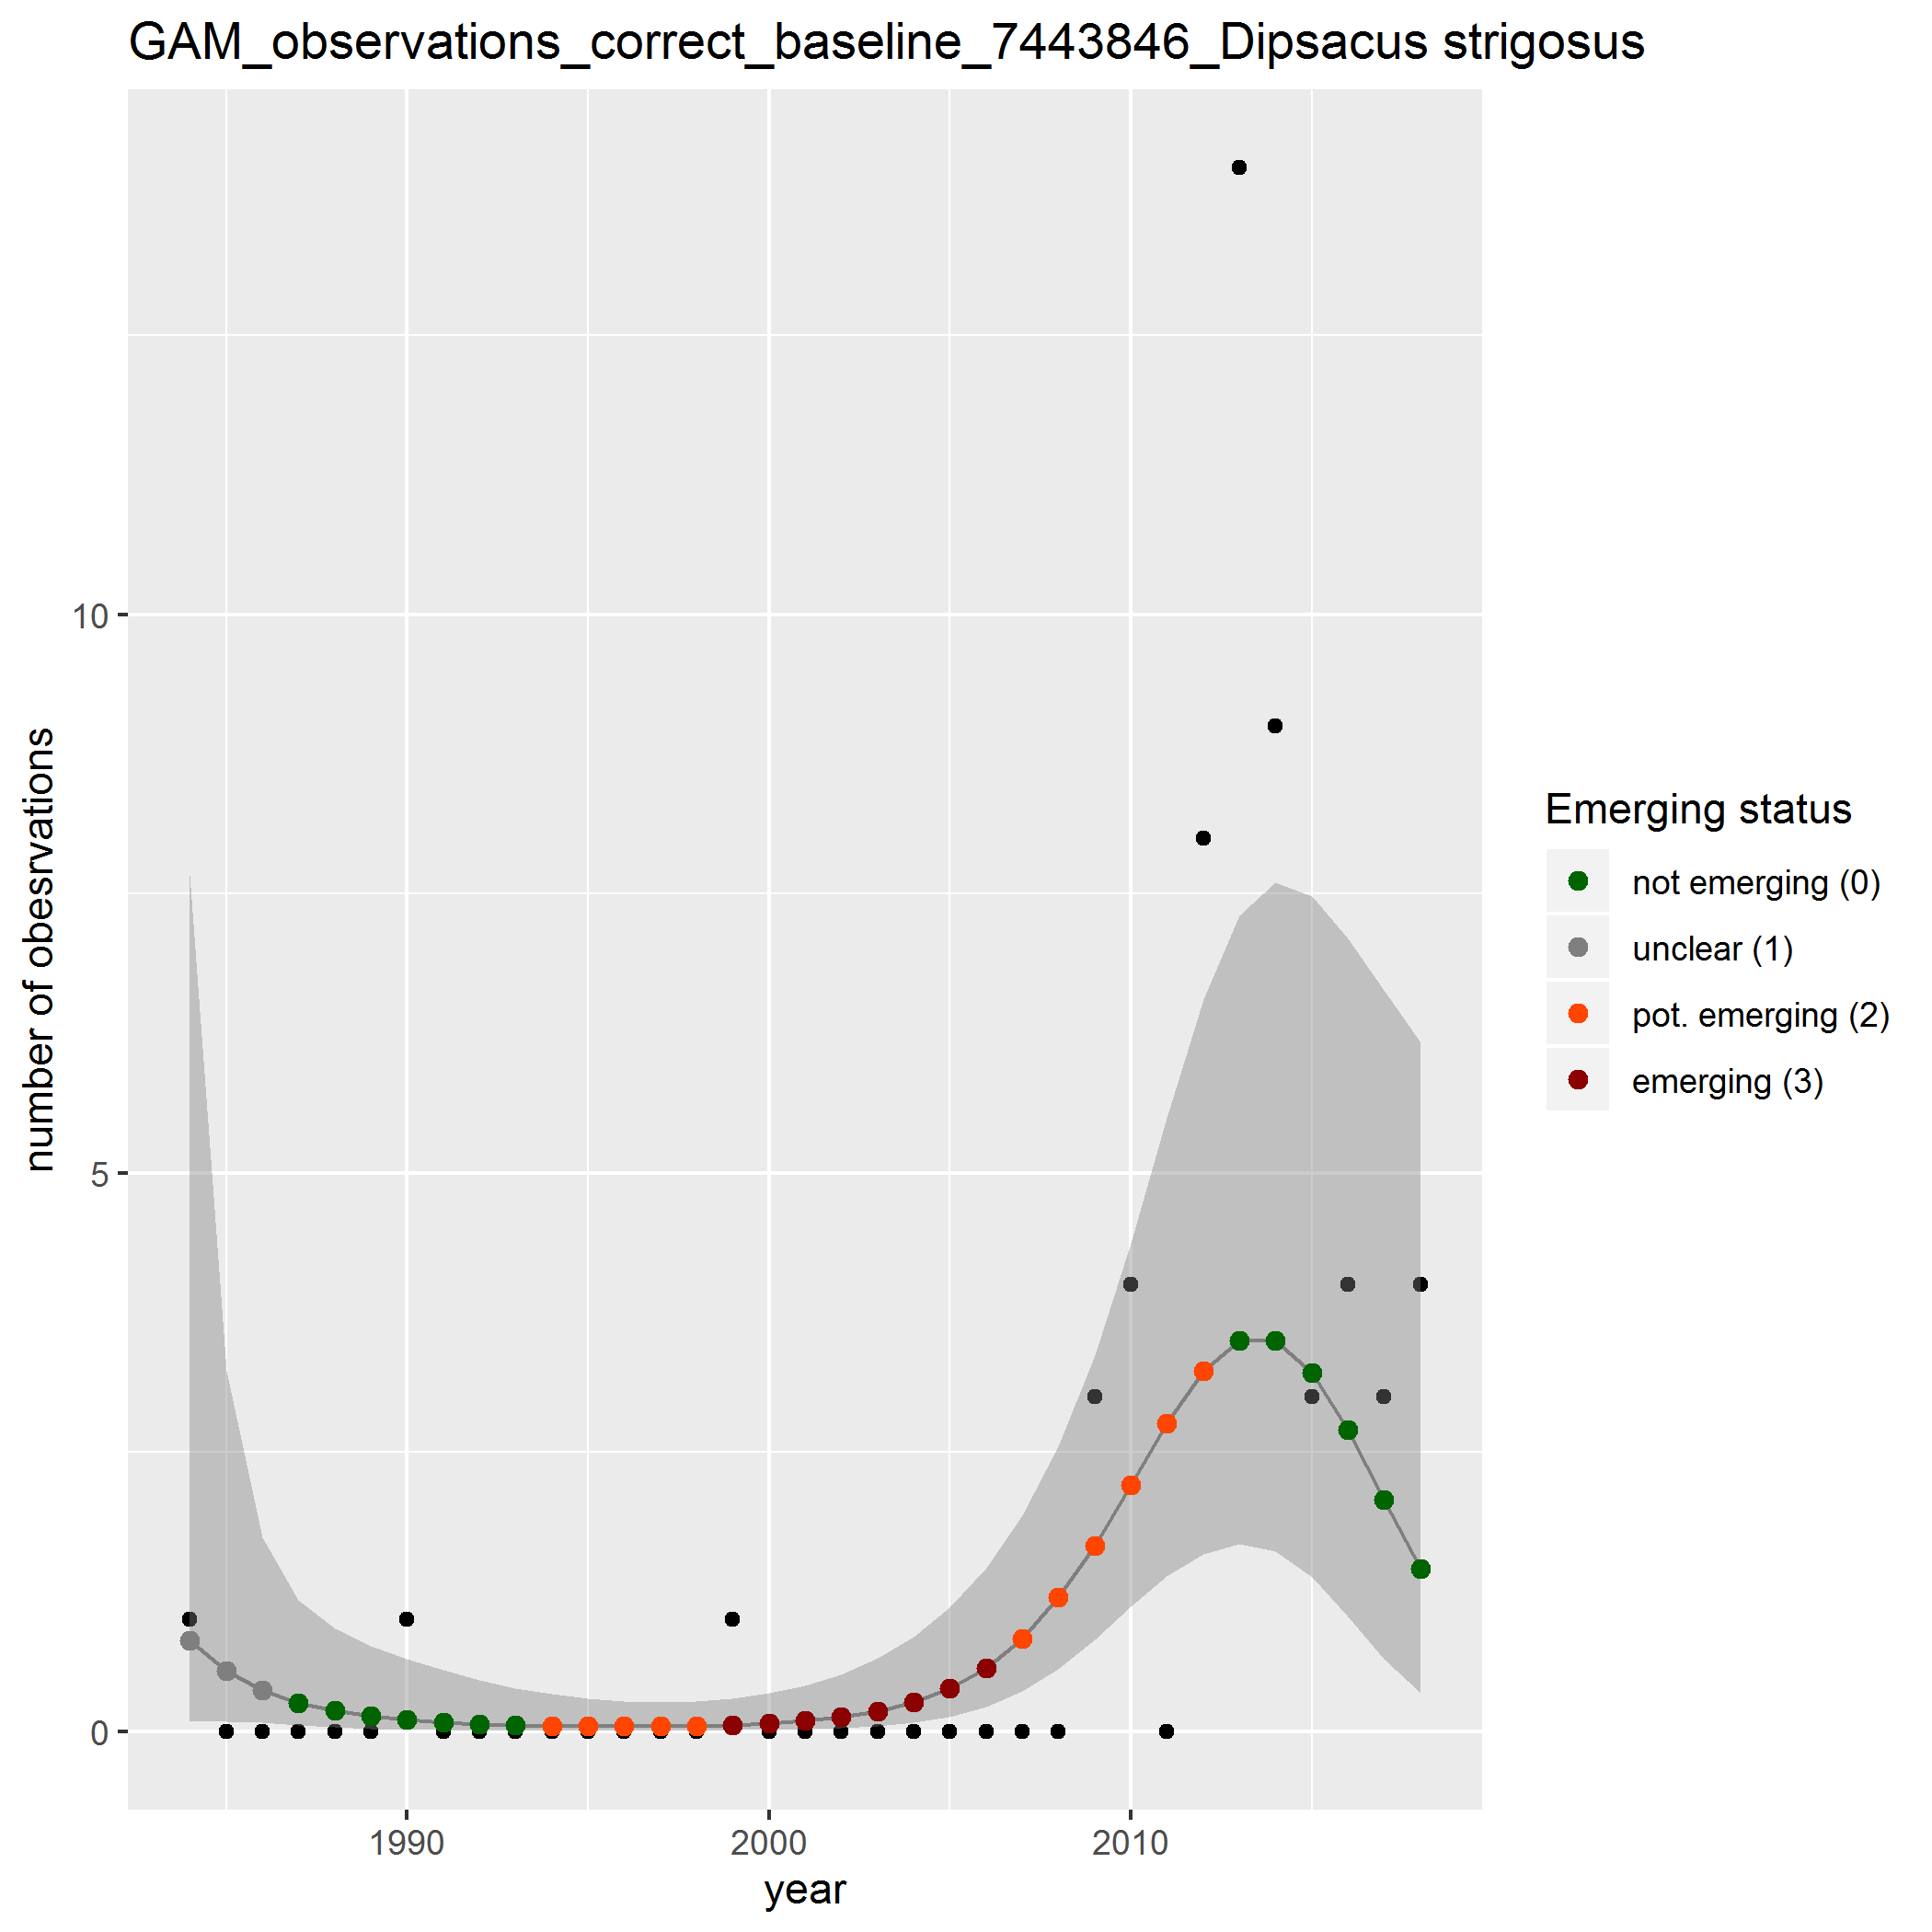 GAM_observations_correct_baseline_7443846_Dipsacus strigosus
number of obesrvations
10
5
0
1990
2000
2010
year
Emerging status
not emerging (0)
unclear (1)
pot. emerging (2)
emerging (3)